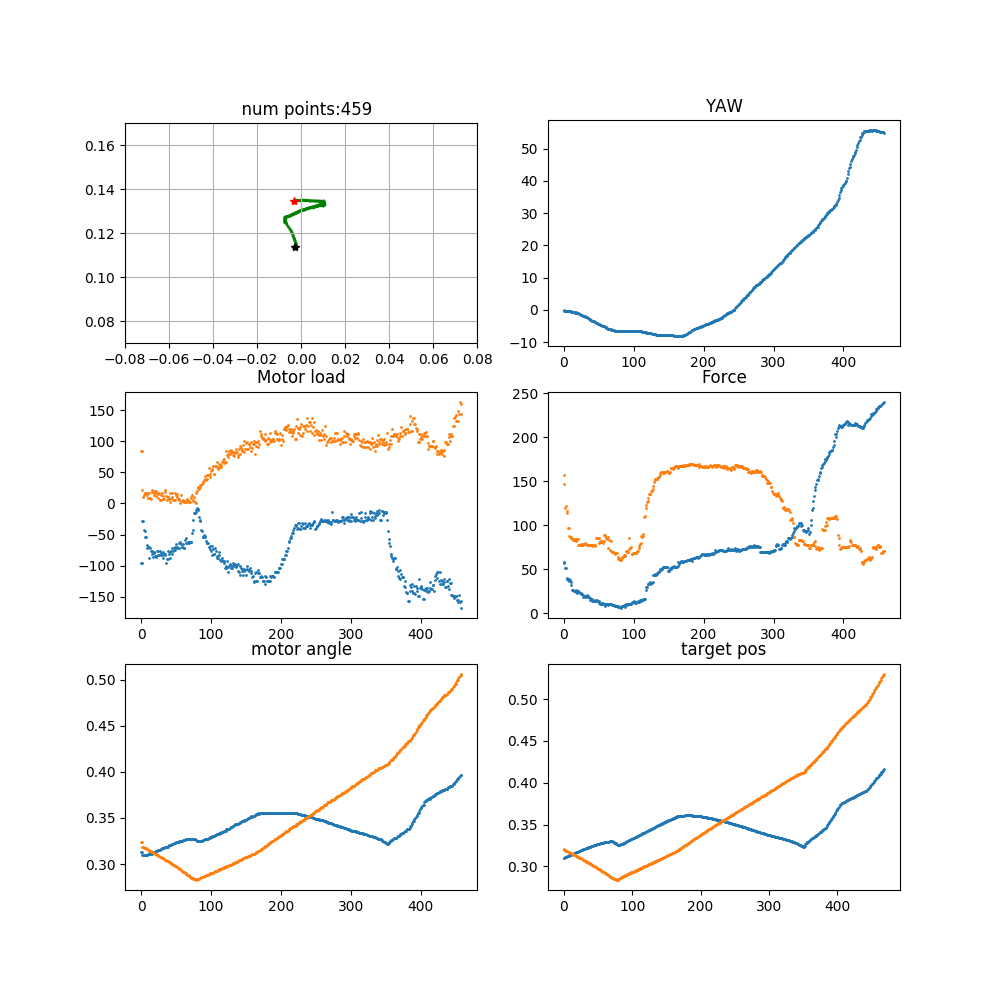 num points:459
YAW
0.16
0.14
0.12
0.10
0.08
−0.08 −0.06 −0.04 −0.02 0.00 0.02 0.04 0.06 0.08
50
40
30
20
10
0
−10
0 100 200 300 400
Motor load
Force
150
100
50
0
−50
−100
−150
0 100 200 300 400
250
200
150
100
50
0
0 100 200 300 400
motor angle
target pos
0.50
0.45
0.40
0.35
0.30
0 100 200 300 400
0.50
0.45
0.40
0.35
0.30
0 100 200 300 400